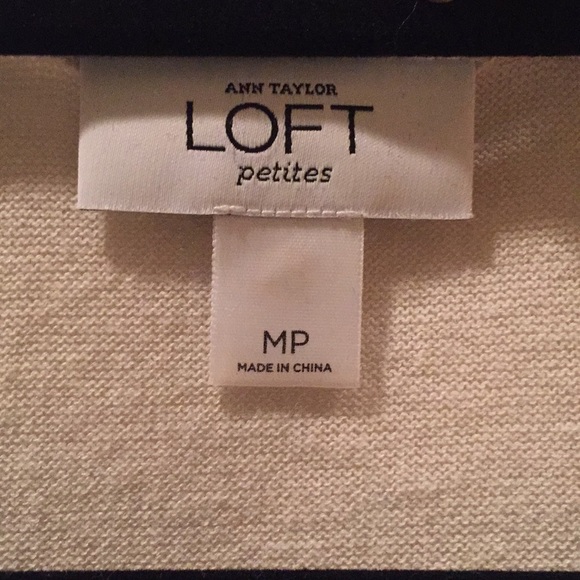 ANN TAYLOR
LOFT
petites
MP
MADE IN CHINA